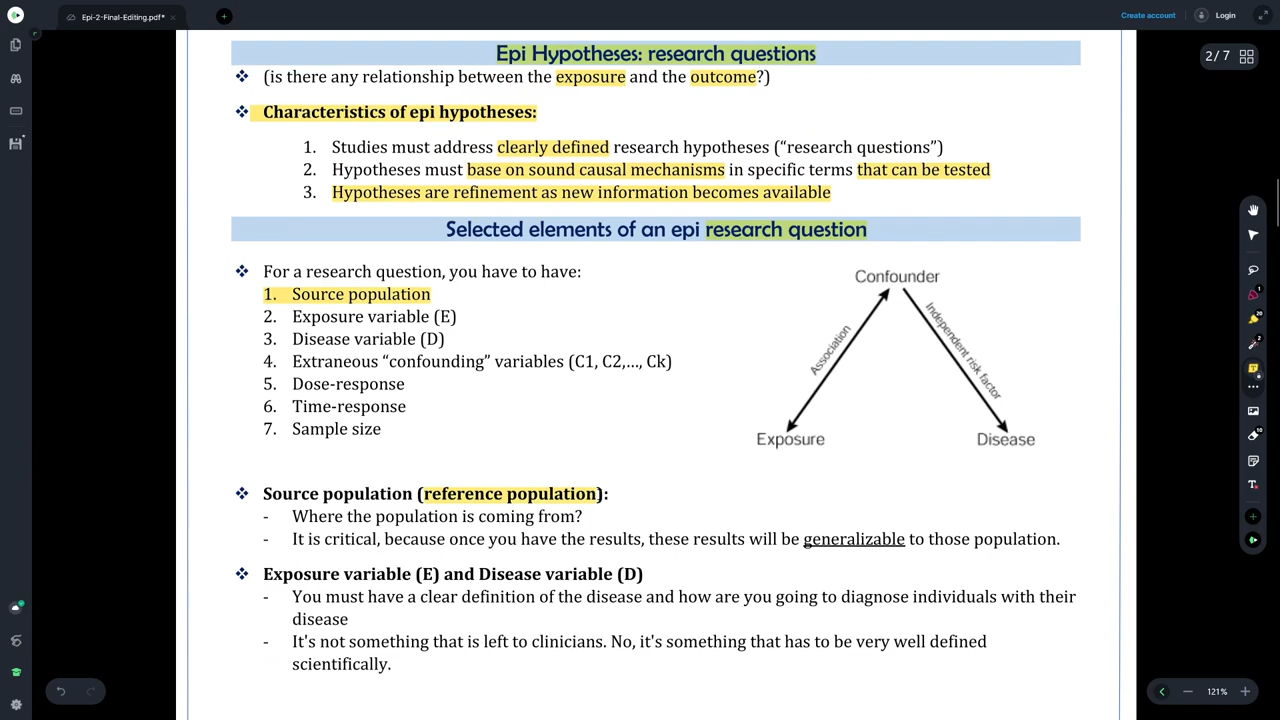 Epi-2-Final-Editing.pdf*
Create account
Login
2/ 7
Epi Hypotheses: research questions
❖ (is there any relationship between the exposure and the outcome?)
❖ Characteristics of epi hypotheses:
1. Studies must address clearly defined research hypotheses (“research questions”)
2. Hypotheses must base on sound causal mechanisms in specific terms that can be tested
3. Hypotheses are refinement as new information becomes available
Selected elements of an epi research question
❖ For a research question, you have to have:
1. Source population
2. Exposure variable (E)
3. Disease variable (D)
4. Extraneous “confounding” variables (C1, C2,…, Ck)
5. Dose-response
6. Time-response
7. Sample size
Confounder
Association
Independent risk factor
Exposure
Disease
❖ Source population (reference population):
- Where the population is coming from?
- It is critical, because once you have the results, these results will be generalizable to those population.
❖ Exposure variable (E) and Disease variable (D)
- You must have a clear definition of the disease and how are you going to diagnose individuals with their
disease
- It's not something that is left to clinicians. No, it's something that has to be very well defined
scientifically.
121%